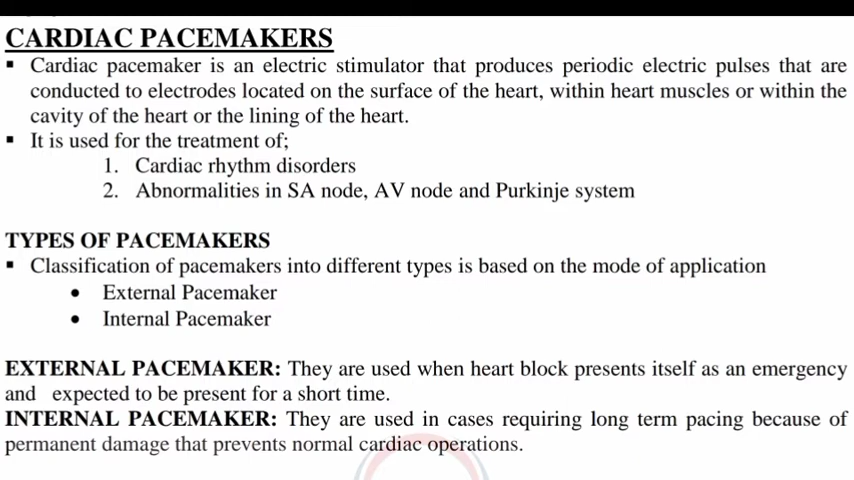 CARDIAC PACEMAKERS
▪ Cardiac pacemaker is an electric stimulator that produces periodic electric pulses that are
conducted to electrodes located on the surface of the heart, within heart muscles or within the
cavity of the heart or the lining of the heart.
▪ It is used for the treatment of;
1. Cardiac rhythm disorders
2. Abnormalities in SA node, AV node and Purkinje system
TYPES OF PACEMAKERS
▪ Classification of pacemakers into different types is based on the mode of application
• External Pacemaker
• Internal Pacemaker
EXTERNAL PACEMAKER: They are used when heart block presents itself as an emergency
and expected to be present for a short time.
INTERNAL PACEMAKER: They are used in cases requiring long term pacing because of
permanent damage that prevents normal cardiac operations.